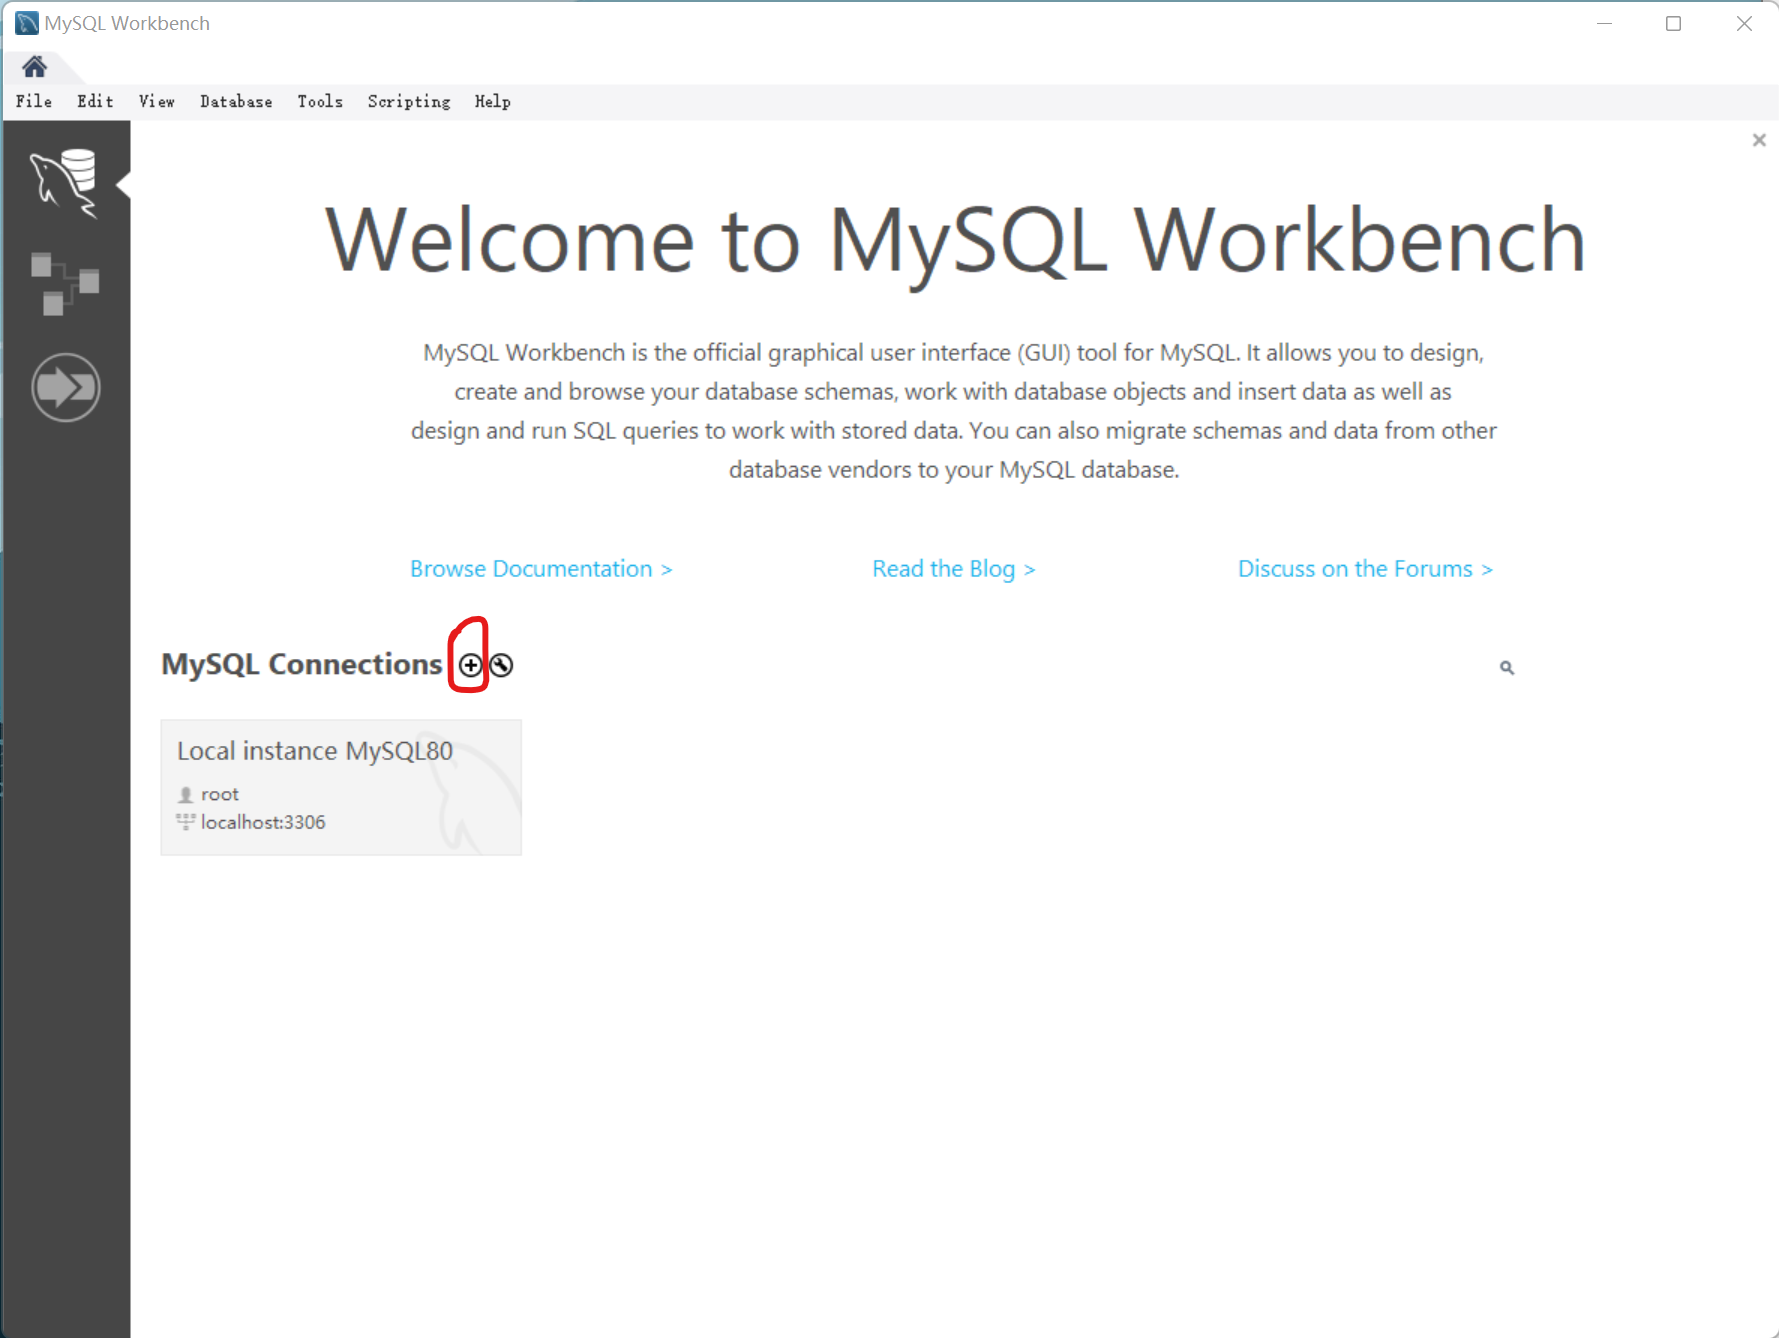 MySQL Workbench
File Edit View Database Tools Scripting Help
Welcome to MySQL Workbench
MySQL Workbench is the official graphical user interface (GUI) tool for MySQL. It allows you to design,
create and browse your database schemas, work with database objects and insert data as well as
design and run SQL queries to work with stored data. You can also migrate schemas and data from other
database vendors to your MySQL database.
Browse Documentation > Read the Blog > Discuss on the Forums >
MySQL Connections
Local instance MySQL80
root
localhost:3306